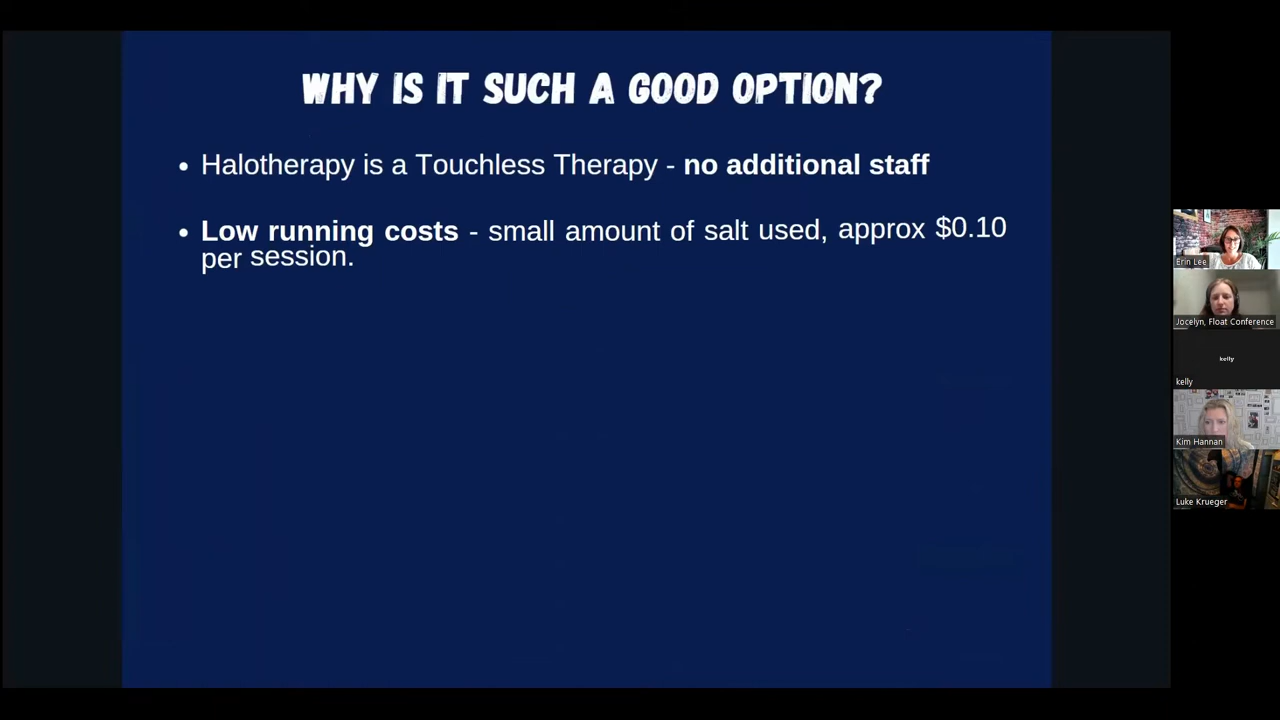 WHY IS IT SUCH A GOOD OPTION?
• Halotherapy is a Touchless Therapy - no additional staff
• Low running costs - small amount of salt used, approx $0.10
per session.
Erin Lee
Jocelyn, Float Conference
kelly
kelly
Kim Hannan
Luke Krueger